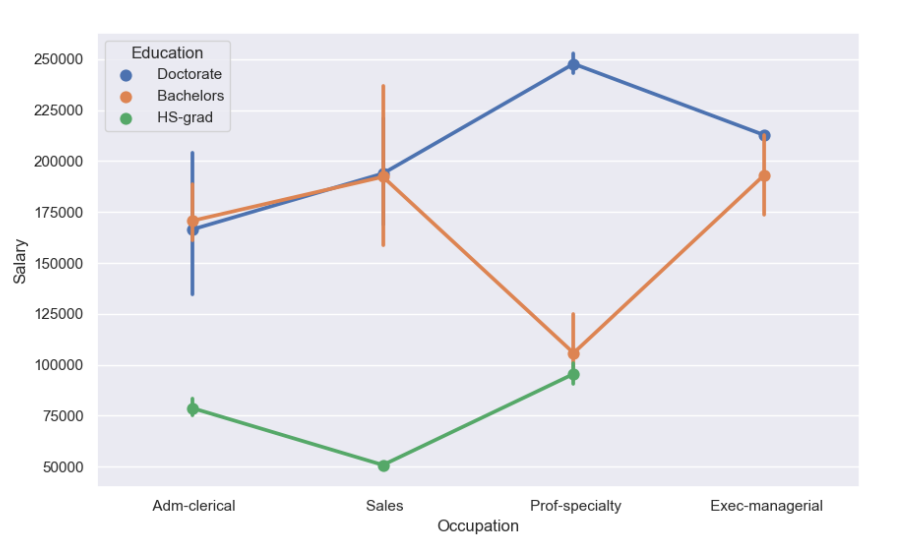 Education
Doctorate
Bachelors
HS-grad
250000
225000
200000
175000
150000
125000
100000
75000
50000
Salary
Adm-clerical Sales Prof-specialty Exec-managerial
Occupation